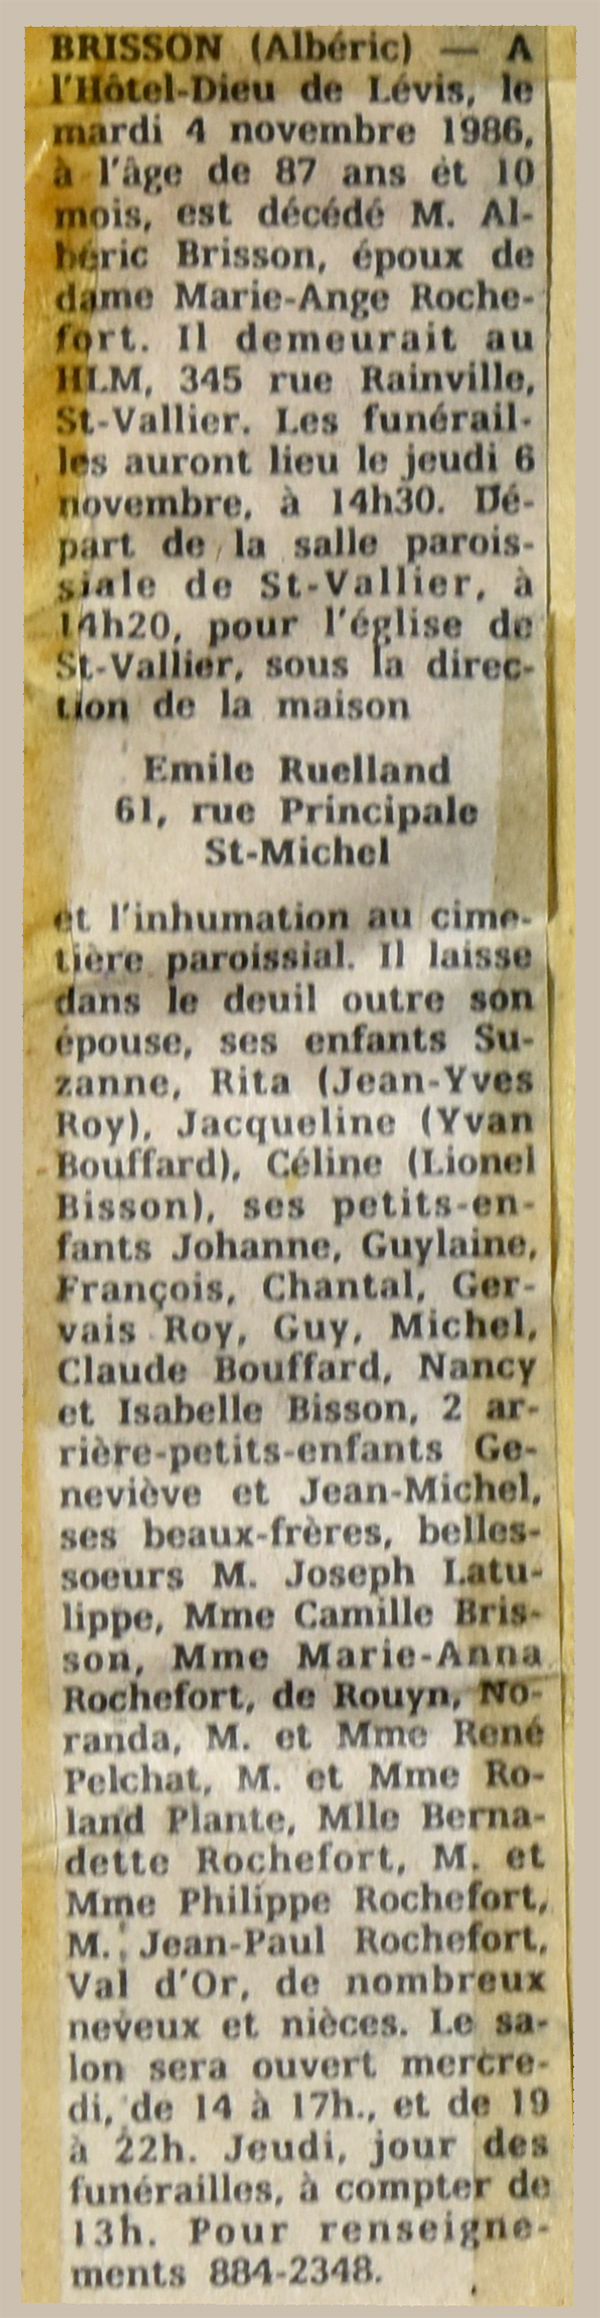 BRISSON (Albéric) — A
l'Hôtel-Dieu de Lévis, le
mardi 4 novembre 1986,
à l'âge de 87 ans et 10
mois, est décédé M. Al-
béric Brisson, époux de
dame Marie-Ange Roche-
fort. Il demeurait au
HLM, 345 rue Rainville,
St-Vallier. Les funérail-
les auront lieu le jeudi 6
novembre, à 14h30. Dé-
part de la salle parois-
siale de St-Vallier, à
14h20, pour l'église de
St-Vallier, sous la direc-
tion de la maison
Emile Ruelland
61, rue Principale
St-Michel
et l'inhumation au cime-
tière paroissial. Il laisse
dans le deuil outre son
épouse, ses enfants Su-
zanne, Rita (Jean-Yves
Roy), Jacqueline (Yvan
Bouffard), Céline (Lionel
Bisson), ses petits-en-
fants Johanne, Guylaine,
François, Chantal, Ger-
vais Roy, Guy, Michel,
Claude Bouffard, Nancy
et Isabelle Bisson, 2 ar-
rière-petits-enfants Ge-
neviève et Jean-Michel,
ses beaux-frères, belles-
soeurs M. Joseph Latu-
lippe, Mme Camille Bris-
son, Mme Marie-Anna
Rochefort, de Rouyn, No-
randa, M. et Mme René
Pelchat, M. et Mme Ro-
land Plante, Mlle Berna-
dette Rochefort, M. et
Mme Philippe Rochefort,
M. Jean-Paul Rochefort,
Val d'Or, de nombreux
neveux et nièces. Le sa-
lon sera ouvert mercre-
di, de 14 à 17h., et de 19
à 22h. Jeudi, jour des
funérailles, à compter de
13h. Pour renseigne-
ments 884-2348.